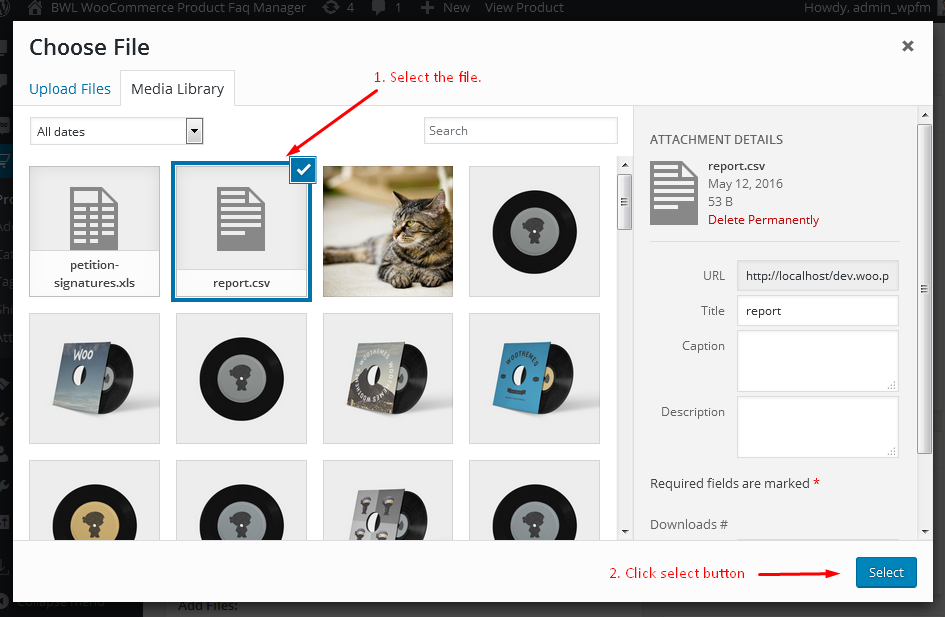 BWL WooCommerce Product Faq Manager 4 1 New View Product Howdy, admin_wpfm
Choose File
Upload Files Media Library
1. Select the file.
All dates
Search
petition-
signatures.xls
report.csv
WOO
WOOTHEMES
WOOTHEMES
ATTACHMENT DETAILS
report.csv
May 12, 2016
53 B
Delete Permanently
URL http://localhost/dev.woo.p
Title report
Caption
Description
Required fields are marked *
Downloads #
2. Click select button
Select
Collapse menu
Add Files: